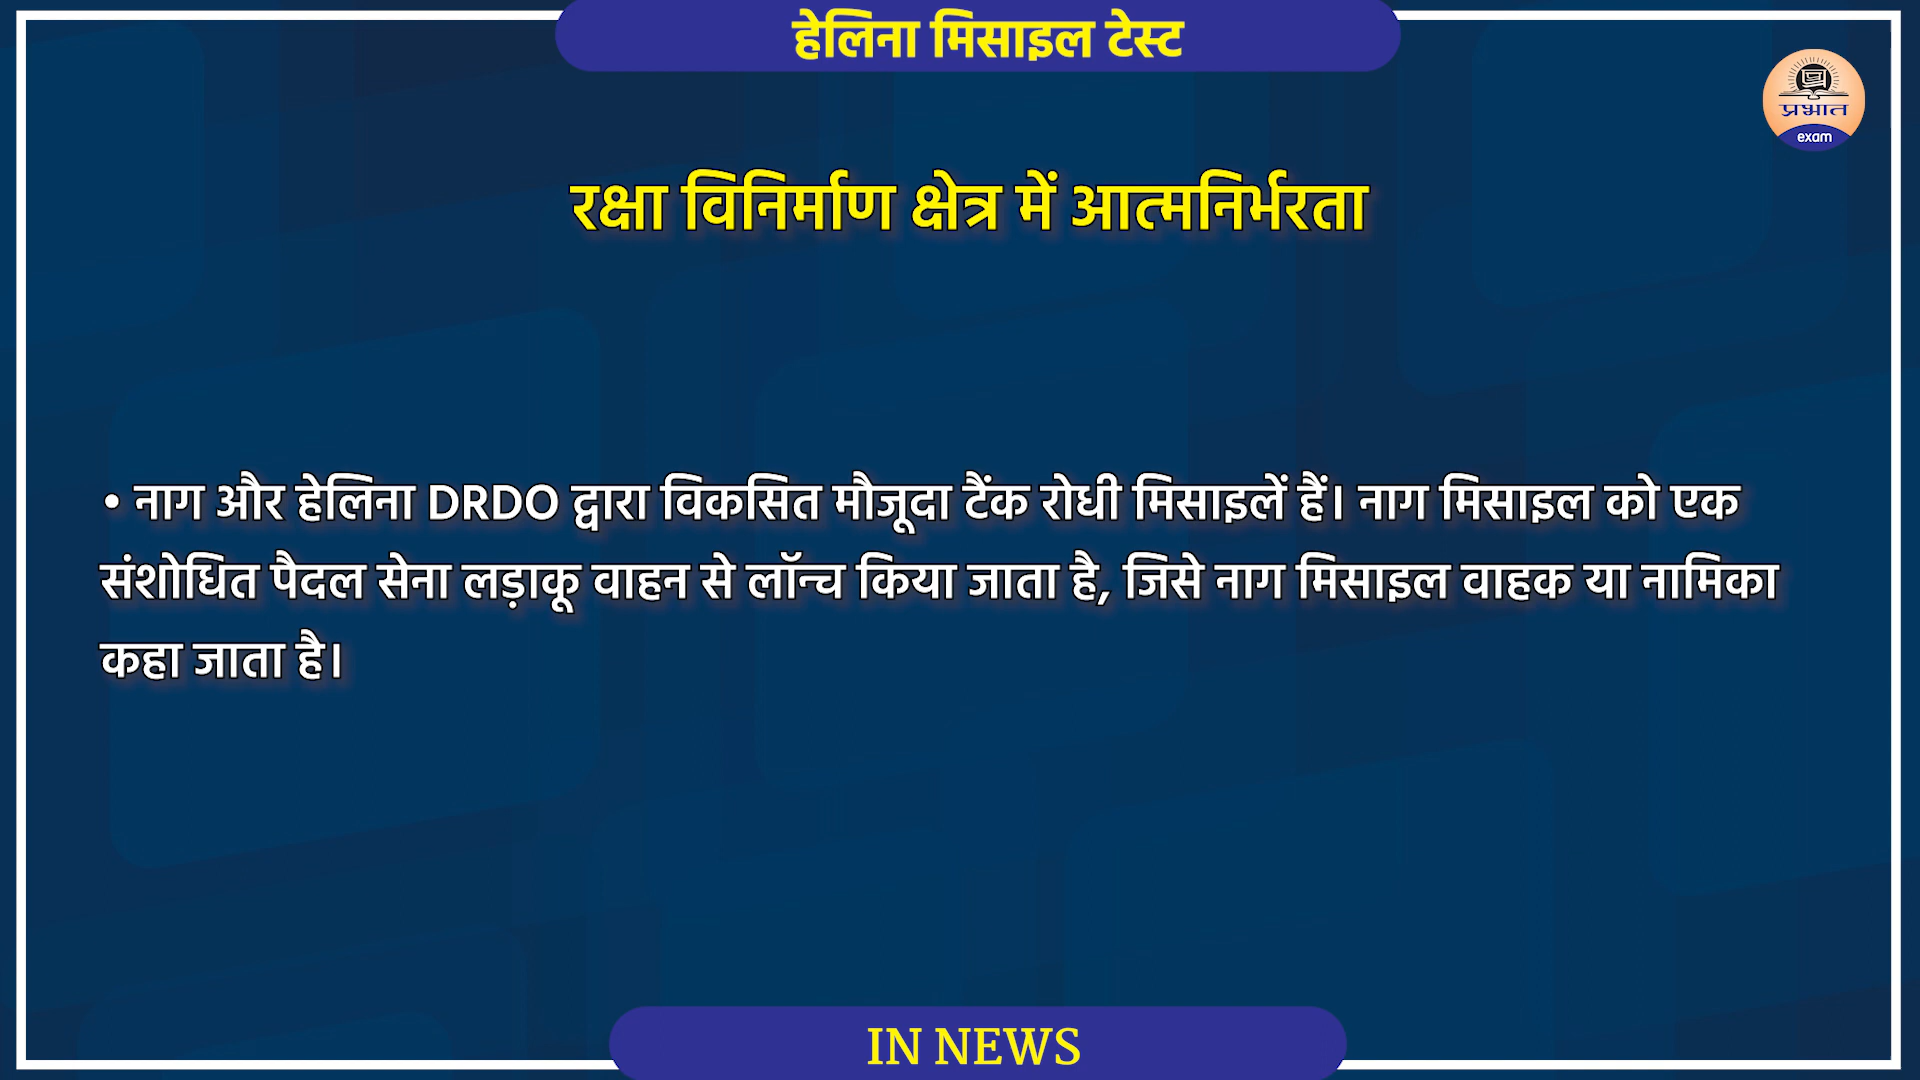 हेलिना मिसाइल टेस्ट
प्रभात
exam
रक्षा विनिर्माण क्षेत्र में आत्मनिर्भरता
• नाग और हेलिना DRDO द्वारा विकसित मौजूदा टैंक रोधी मिसाइलें हैं। नाग मिसाइल को एक
संशोधित पैदल सेना लड़ाकू वाहन से लॉन्च किया जाता है, जिसे नाग मिसाइल वाहक या नामिका
कहा जाता है।
IN NEWS